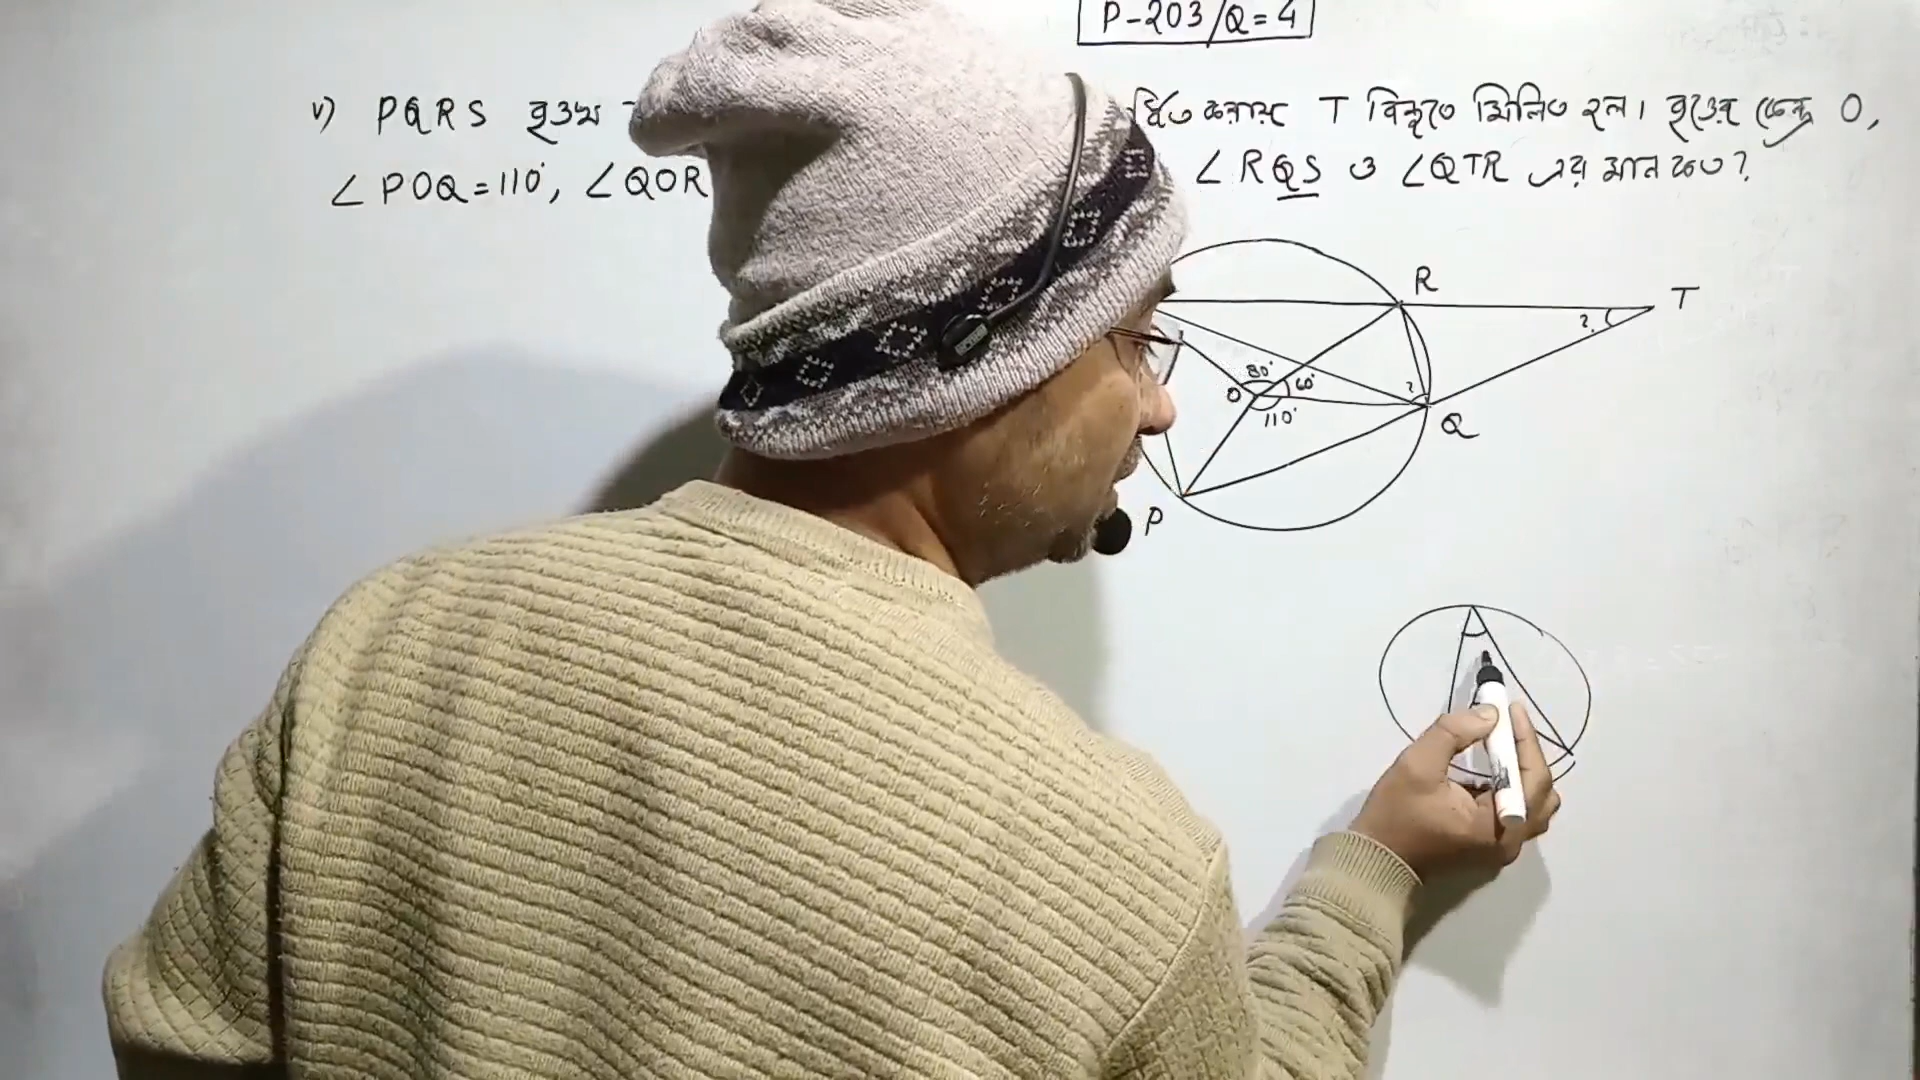 P-203/Q=4
v) PQRS বৃত্তস্থ
র্ধিত করায় T বিন্দুতে মিলিত হল। বৃত্তের কেন্দ্র O,
∠POQ=110°, ∠QOR
∠RQS ও ∠QTR এর মান কত?
R
T
?
80°
60°
?
O
110°
Q
P